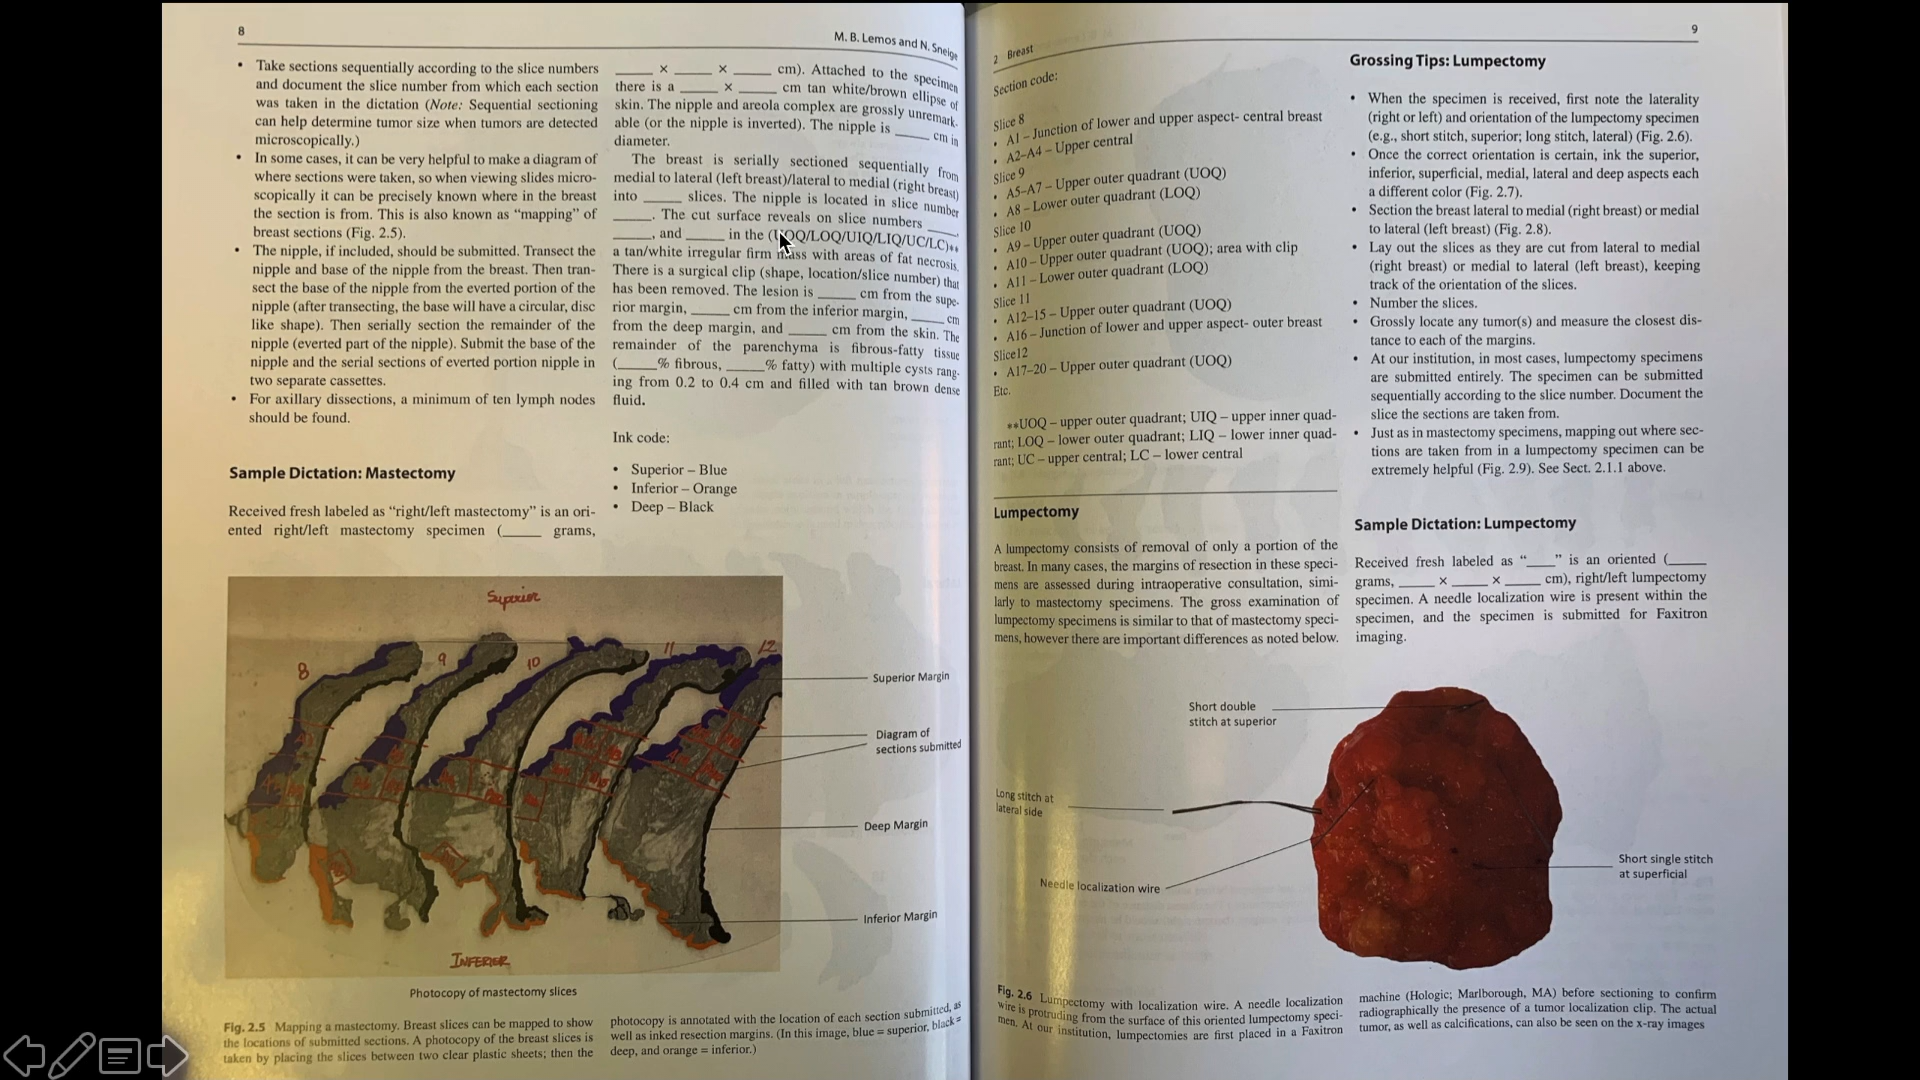 8
M. B. Lemos and N. Sneige
• Take sections sequentially according to the slice numbers
and document the slice number from which each section
was taken in the dictation (Note: Sequential sectioning
can help determine tumor size when tumors are detected
microscopically.)
• In some cases, it can be very helpful to make a diagram of
where sections were taken, so when viewing slides micro-
scopically it can be precisely known where in the breast
the section is from. This is also known as “mapping” of
breast sections (Fig. 2.5).
• The nipple, if included, should be submitted. Transect the
nipple and base of the nipple from the breast. Then tran-
sect the base of the nipple from the everted portion of the
nipple (after transecting, the base will have a circular, disc
like shape). Then serially section the remainder of the
nipple (everted part of the nipple). Submit the base of the
nipple and the serial sections of everted portion nipple in
two separate cassettes.
• For axillary dissections, a minimum of ten lymph nodes
should be found.
Sample Dictation: Mastectomy
Received fresh labeled as “right/left mastectomy” is an ori-
ented right/left mastectomy specimen (_____ grams,
_____ × _____ × _____ cm). Attached to the specimen
there is a _____ × _____ cm tan white/brown ellipse of
skin. The nipple and areola complex are grossly unremark-
able (or the nipple is inverted). The nipple is _____ cm in
diameter.
The breast is serially sectioned sequentially from
medial to lateral (left breast)/lateral to medial (right breast)
into _____ slices. The nipple is located in slice number
_____. The cut surface reveals on slice numbers _____,
_____, and _____ in the (UOQ/LOQ/UIQ/LIQ/UC/LC)**
a tan/white irregular firm mass with areas of fat necrosis.
There is a surgical clip (shape, location/slice number) that
has been removed. The lesion is _____ cm from the supe-
rior margin, _____ cm from the inferior margin, _____ cm
from the deep margin, and _____ cm from the skin. The
remainder of the parenchyma is fibrous-fatty tissue
(_____% fibrous, _____% fatty) with multiple cysts rang-
ing from 0.2 to 0.4 cm and filled with tan brown dense
fluid.
Ink code:
• Superior – Blue
• Inferior – Orange
• Deep – Black
Superior
8
9
10
11
12
Superior Margin
Diagram of
sections submitted
Deep Margin
Inferior Margin
INFERIOR
Photocopy of mastectomy slices
Fig. 2.5 Mapping a mastectomy. Breast slices can be mapped to show
the locations of submitted sections. A photocopy of the breast slices is
taken by placing the slices between two clear plastic sheets; then the
photocopy is annotated with the location of each section submitted, as
well as inked resection margins. (In this image, blue = superior, black =
deep, and orange = inferior.)
2 Breast
9
Section code:
Slice 8
• A1 – Junction of lower and upper aspect- central breast
• A2–A4 – Upper central
Slice 9
• A5–A7 – Upper outer quadrant (UOQ)
• A8 – Lower outer quadrant (LOQ)
Slice 10
• A9 – Upper outer quadrant (UOQ)
• A10 – Upper outer quadrant (UOQ); area with clip
• A11 – Lower outer quadrant (LOQ)
Slice 11
• A12–15 – Upper outer quadrant (UOQ)
• A16 – Junction of lower and upper aspect- outer breast
Slice12
• A17–20 – Upper outer quadrant (UOQ)
Etc.
**UOQ – upper outer quadrant; UIQ – upper inner quad-
rant; LOQ – lower outer quadrant; LIQ – lower inner quad-
rant; UC – upper central; LC – lower central
Lumpectomy
A lumpectomy consists of removal of only a portion of the
breast. In many cases, the margins of resection in these speci-
mens are assessed during intraoperative consultation, simi-
larly to mastectomy specimens. The gross examination of
lumpectomy specimens is similar to that of mastectomy speci-
mens, however there are important differences as noted below.
Grossing Tips: Lumpectomy
• When the specimen is received, first note the laterality
(right or left) and orientation of the lumpectomy specimen
(e.g., short stitch, superior; long stitch, lateral) (Fig. 2.6).
• Once the correct orientation is certain, ink the superior,
inferior, superficial, medial, lateral and deep aspects each
a different color (Fig. 2.7).
• Section the breast lateral to medial (right breast) or medial
to lateral (left breast) (Fig. 2.8).
• Lay out the slices as they are cut from lateral to medial
(right breast) or medial to lateral (left breast), keeping
track of the orientation of the slices.
• Number the slices.
• Grossly locate any tumor(s) and measure the closest dis-
tance to each of the margins.
• At our institution, in most cases, lumpectomy specimens
are submitted entirely. The specimen can be submitted
sequentially according to the slice number. Document the
slice the sections are taken from.
• Just as in mastectomy specimens, mapping out where sec-
tions are taken from in a lumpectomy specimen can be
extremely helpful (Fig. 2.9). See Sect. 2.1.1 above.
Sample Dictation: Lumpectomy
Received fresh labeled as “____” is an oriented (_____
grams, _____ × _____ × _____ cm), right/left lumpectomy
specimen. A needle localization wire is present within the
specimen, and the specimen is submitted for Faxitron
imaging.
Short double
stitch at superior
Long stitch at
lateral side
Needle localization wire
Short single stitch
at superficial
Fig. 2.6 Lumpectomy with localization wire. A needle localization
wire is protruding from the surface of this oriented lumpectomy speci-
men. At our institution, lumpectomies are first placed in a Faxitron
machine (Hologic; Marlborough, MA) before sectioning to confirm
radiographically the presence of a tumor localization clip. The actual
tumor, as well as calcifications, can also be seen on the x-ray images